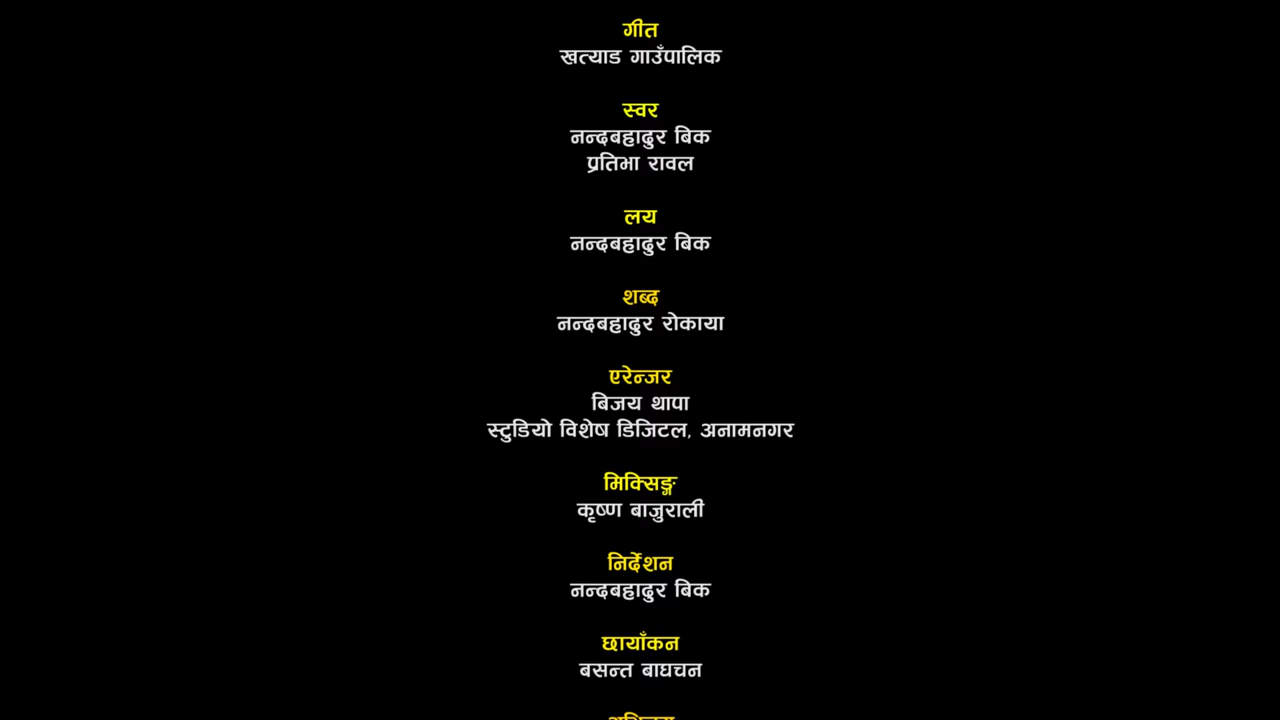 गीत
खत्याड गाउँपालिक
स्वर
नन्दबहादुर बिक
प्रतिभा रावल
लय
नन्दबहादुर बिक
शब्द
नन्दबहादुर रोकाया
एरेन्जर
बिजय थापा
स्टुडियो विशेष डिजिटल, अनामनगर
मिक्सिङ्ग
कृष्ण बाजुराली
निर्देशन
नन्दबहादुर बिक
छायाँकन
बसन्त बाघचन